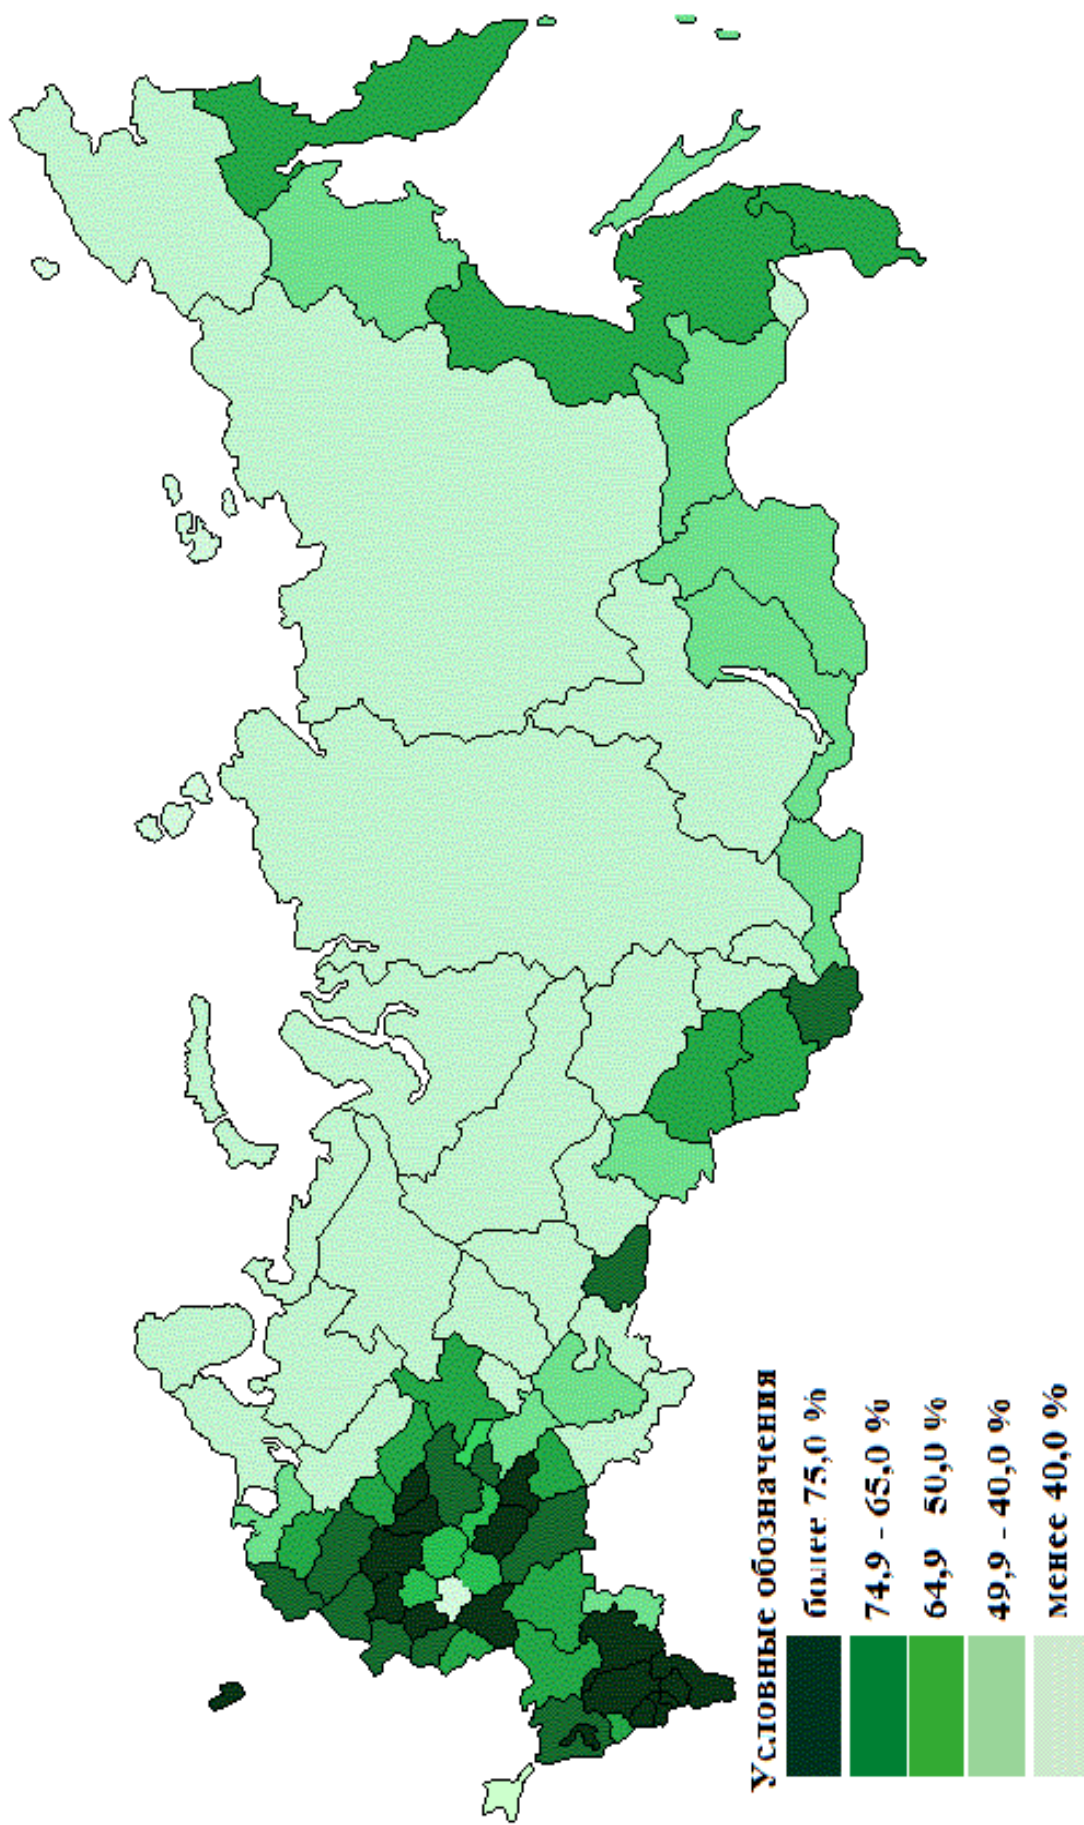 Условные обозначения
более 75,0 %
74,9 - 65,0 %
64,9 50,0 %
49,9 - 40,0 %
менее 40,0 %